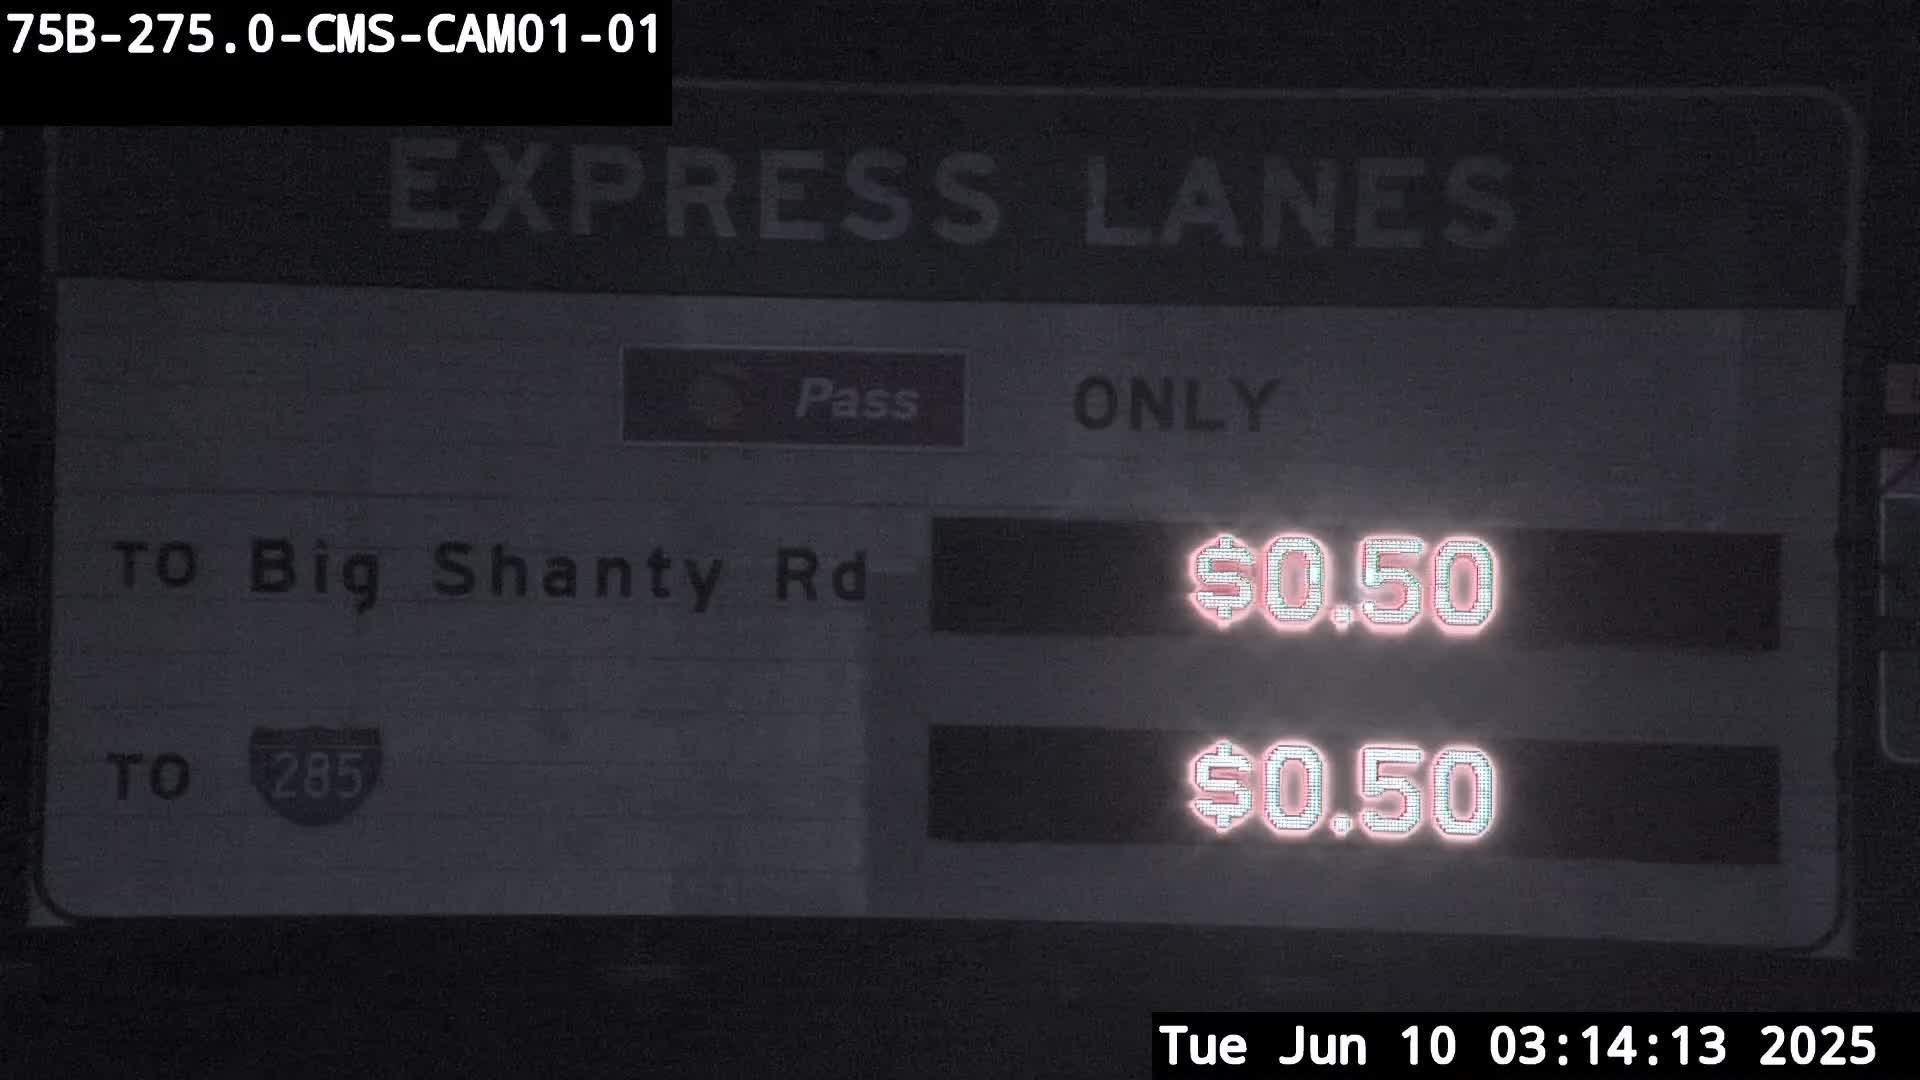 75B-275.0-CMS-CAM01-01
EXPRESS LANES
Pass ONLY
TO Big Shanty Rd $0.50
TO 285 $0.50
Tue Jun 10 03:14:13 2025